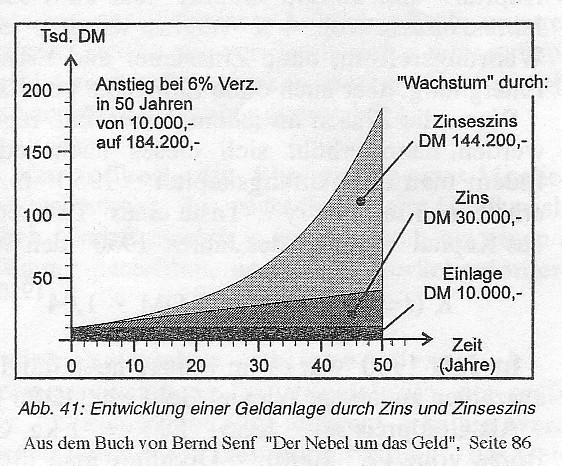 Tsd. DM
200
150
100
50
Anstieg bei 6% Verz.
in 50 Jahren
von 10.000,-
auf 184.200,-
"Wachstum" durch:
Zinseszins
DM 144.200,-
Zins
DM 30.000,-
Einlage
DM 10.000,-
0 10 20 30 40 50
Zeit
(Jahre)
Abb. 41: Entwicklung einer Geldanlage durch Zins und Zinseszins
Aus dem Buch von Bernd Senf "Der Nebel um das Geld", Seite 86